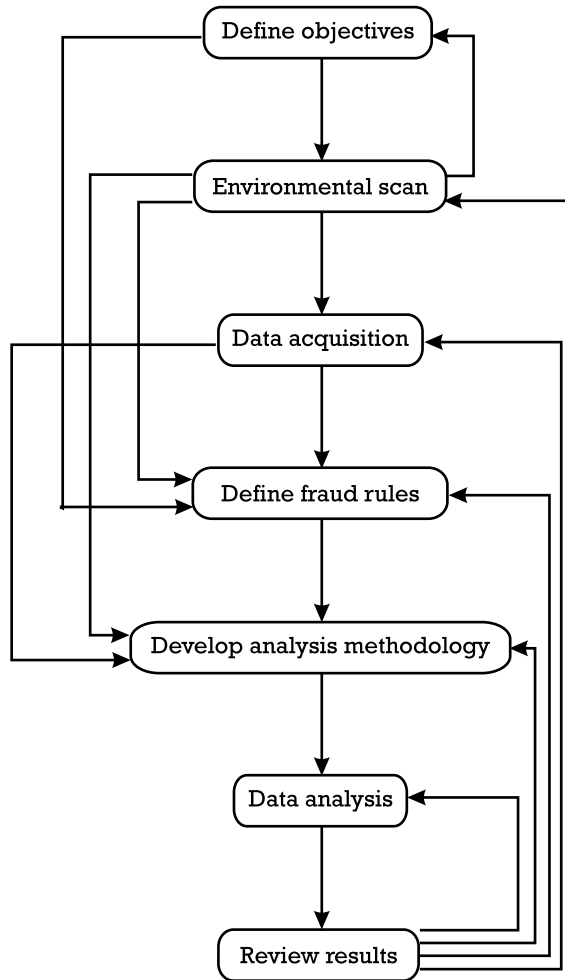 Define objectives
Environmental scan
Data acquisition
Define fraud rules
Develop analysis methodology
Data analysis
Review results